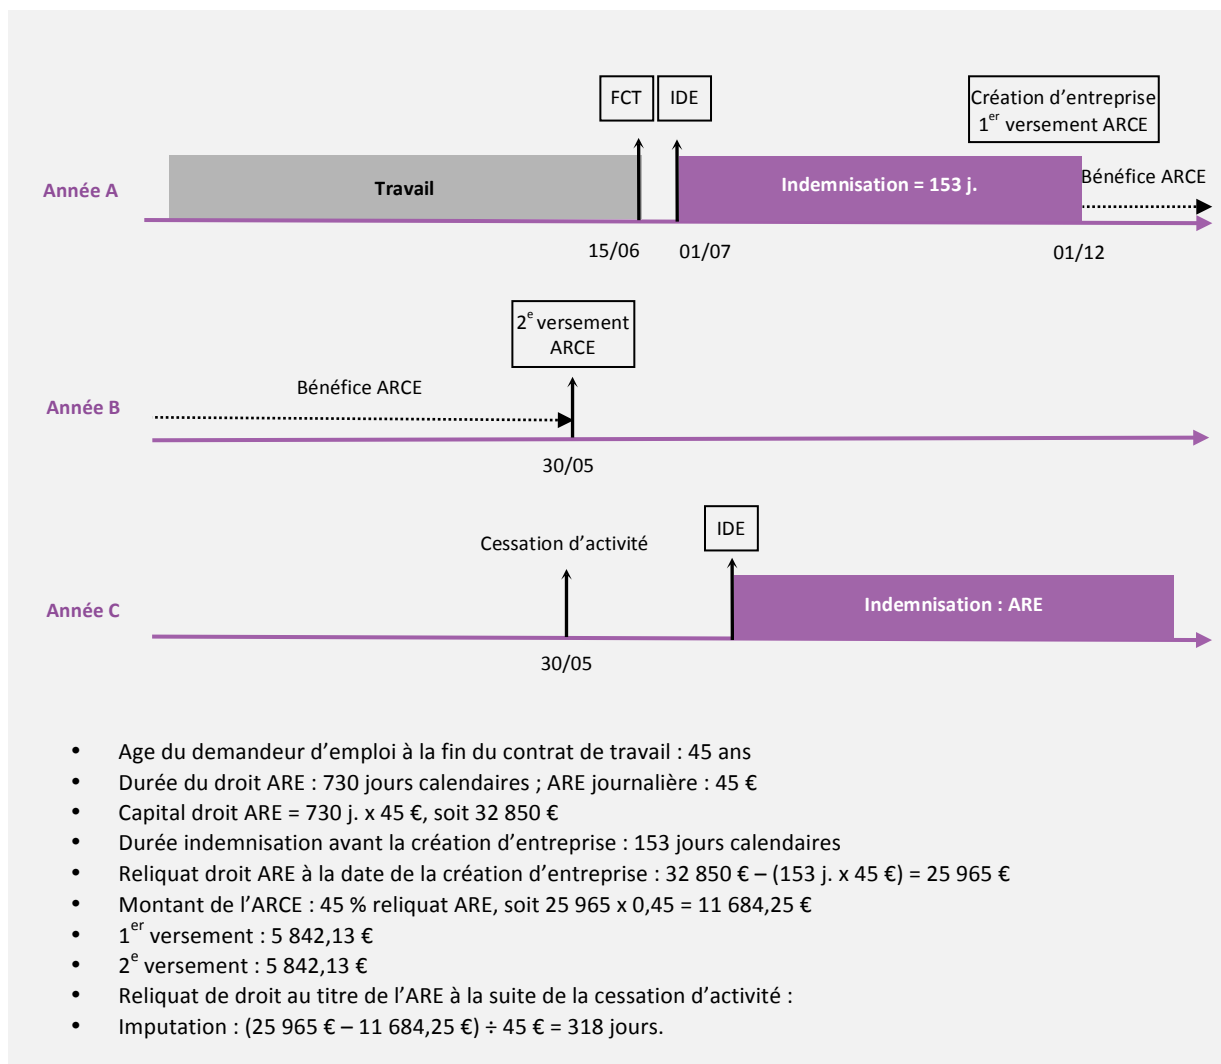 FCT
IDE
Création d’entreprise
1er versement ARCE
Année A
Travail
Indemnisation = 153 j.
Bénéfice ARCE
15/06
01/07
01/12
2e versement
ARCE
Bénéfice ARCE
Année B
30/05
Cessation d’activité
IDE
Année C
Indemnisation : ARE
30/05
• Age du demandeur d’emploi à la fin du contrat de travail : 45 ans
• Durée du droit ARE : 730 jours calendaires ; ARE journalière : 45 €
• Capital droit ARE = 730 j. x 45 €, soit 32 850 €
• Durée indemnisation avant la création d’entreprise : 153 jours calendaires
• Reliquat droit ARE à la date de la création d’entreprise : 32 850 € – (153 j. x 45 €) = 25 965 €
• Montant de l’ARCE : 45 % reliquat ARE, soit 25 965 x 0,45 = 11 684,25 €
• 1er versement : 5 842,13 €
• 2e versement : 5 842,13 €
• Reliquat de droit au titre de l’ARE à la suite de la cessation d’activité :
• Imputation : (25 965 € – 11 684,25 €) ÷ 45 € = 318 jours.